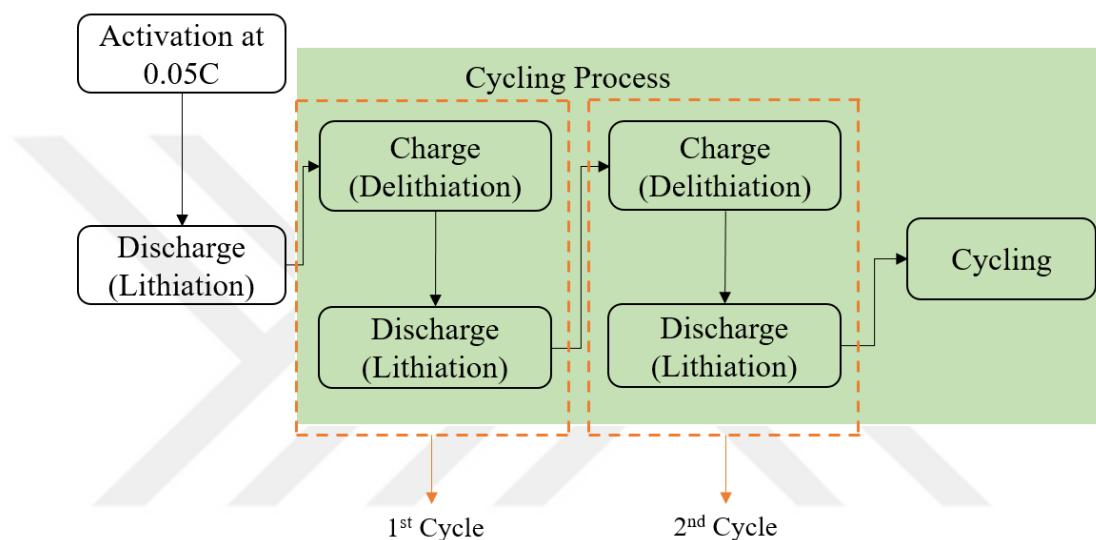 Activation at
0.05C
Discharge
(Lithiation)
Cycling Process
Charge
(Delithiation)
Discharge
(Lithiation)
Charge
(Delithiation)
Discharge
(Lithiation)
Cycling
1st Cycle
2nd Cycle